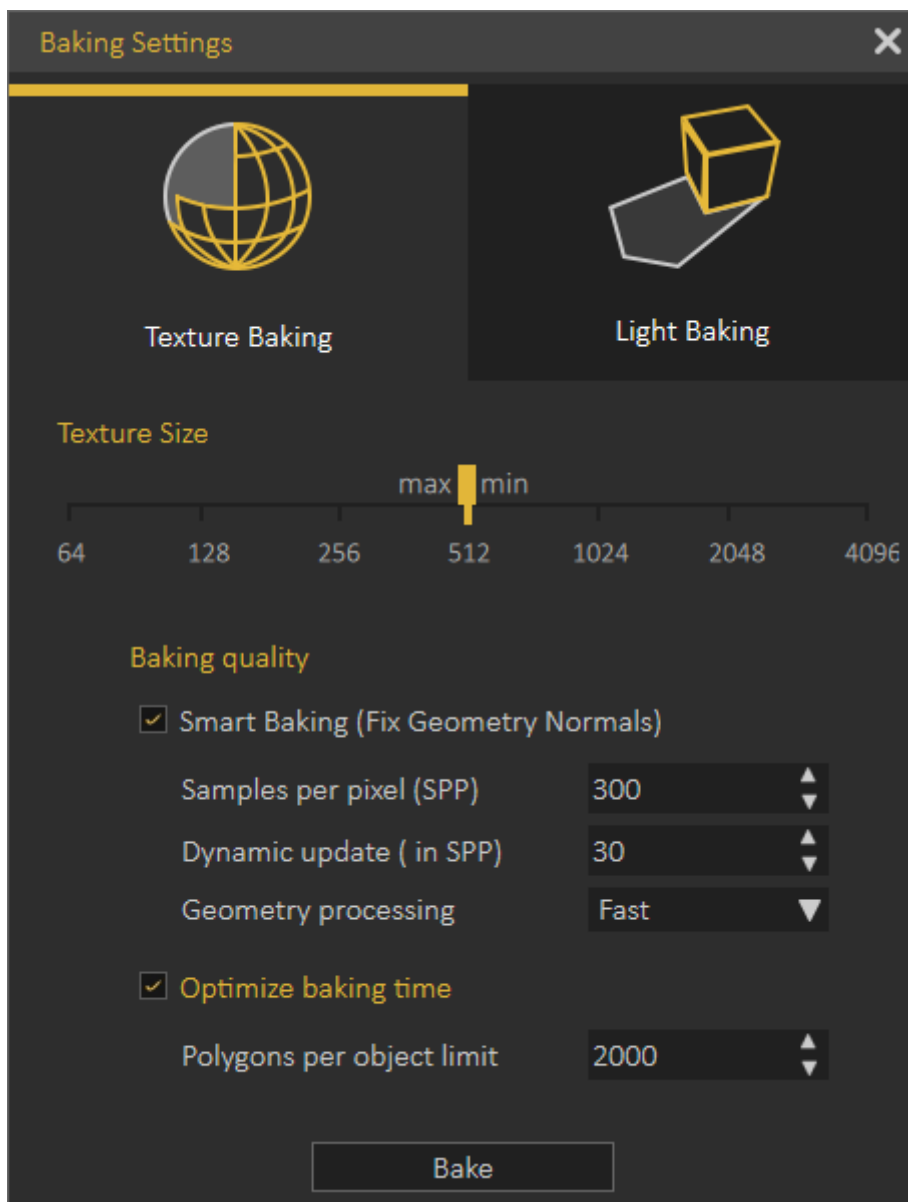 Baking Settings
Texture Baking
Light Baking
Texture Size
max min
64 128 256 512 1024 2048 4096
Baking quality
Smart Baking (Fix Geometry Normals)
Samples per pixel (SPP) 300
Dynamic update ( in SPP) 30
Geometry processing Fast
Optimize baking time
Polygons per object limit 2000
Bake